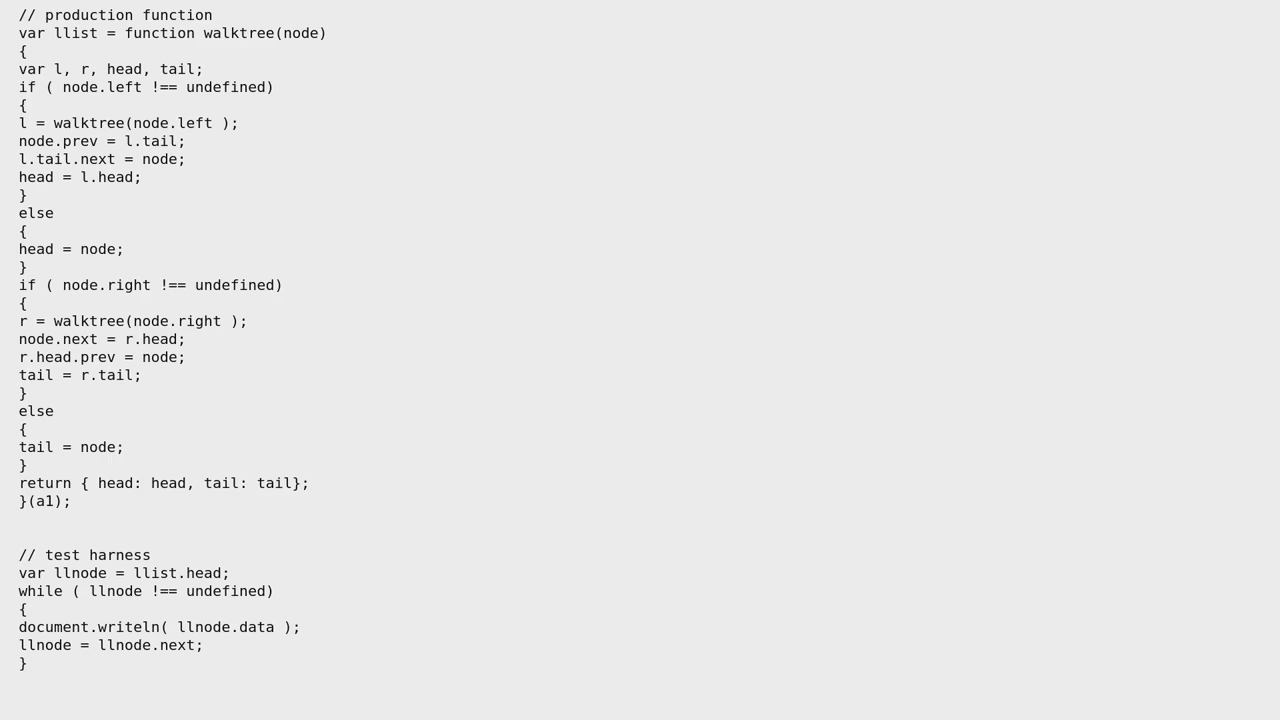 // production function
var llist = function walktree(node)
{
var l, r, head, tail;
if ( node.left !== undefined)
{
l = walktree(node.left );
node.prev = l.tail;
l.tail.next = node;
head = l.head;
}
else
{
head = node;
}
if ( node.right !== undefined)
{
r = walktree(node.right );
node.next = r.head;
r.head.prev = node;
tail = r.tail;
}
else
{
tail = node;
}
return { head: head, tail: tail};
}(a1);
// test harness
var llnode = llist.head;
while ( llnode !== undefined)
{
document.writeln( llnode.data );
llnode = llnode.next;
}